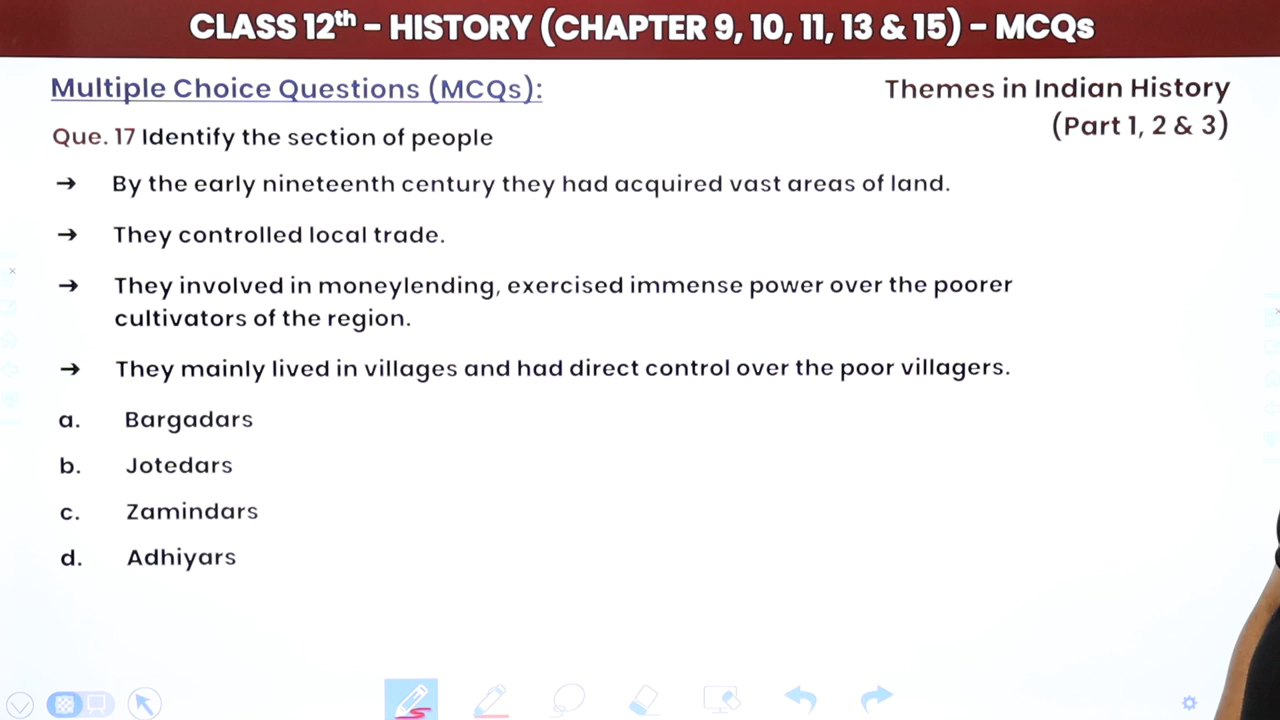 CLASS 12th - HISTORY (CHAPTER 9, 10, 11, 13 & 15) - MCQs
Multiple Choice Questions (MCQs):
Themes in Indian History
(Part 1, 2 & 3)
Que. 17 Identify the section of people
→ By the early nineteenth century they had acquired vast areas of land.
→ They controlled local trade.
→ They involved in moneylending, exercised immense power over the poorer
cultivators of the region.
→ They mainly lived in villages and had direct control over the poor villagers.
a. Bargadars
b. Jotedars
c. Zamindars
d. Adhiyars